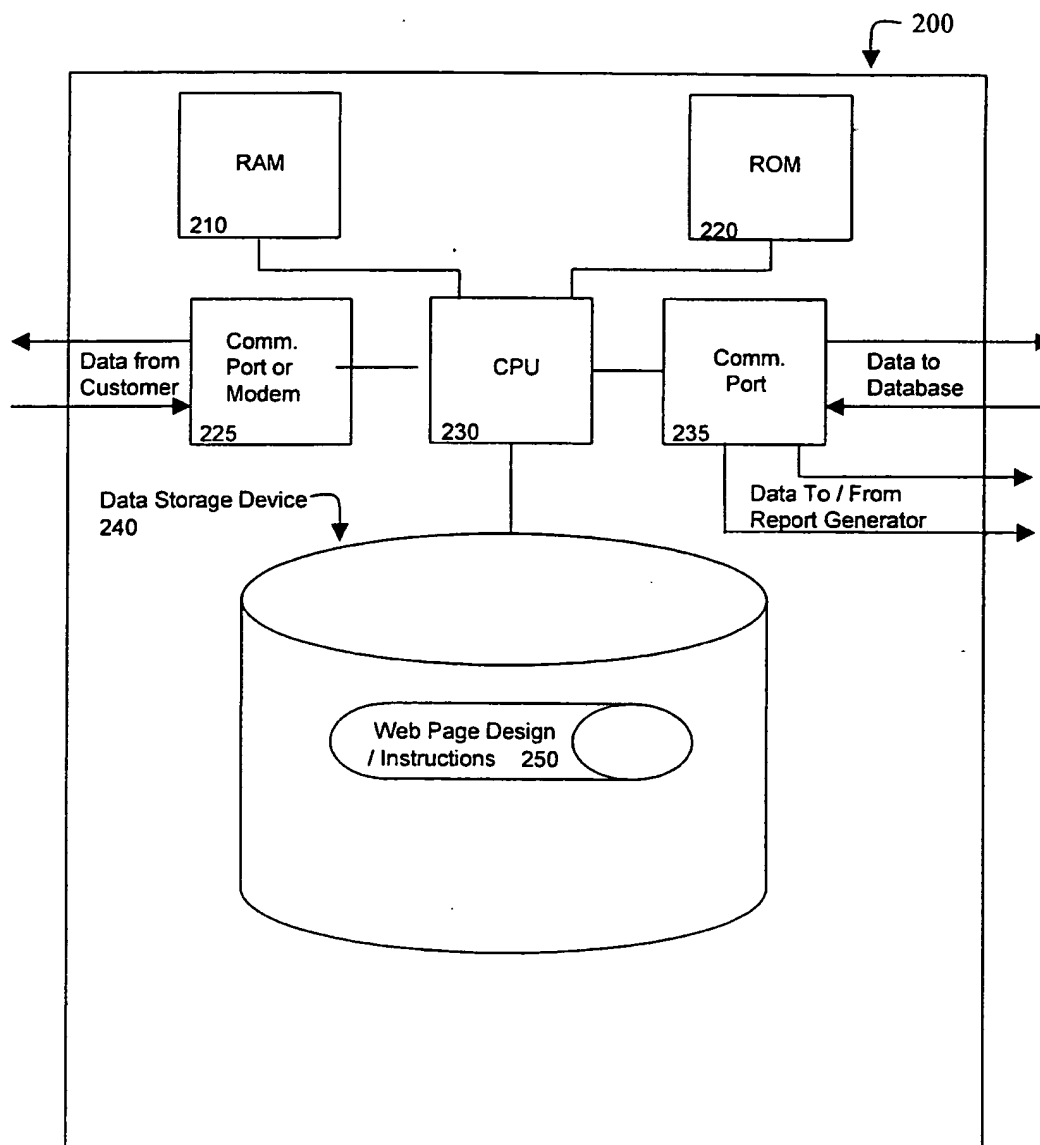 200
RAM
210
ROM
220
Data from
Customer
Comm.
Port or
Modem
225
CPU
230
Comm.
Port
235
Data to
Database
Data To / From
Report Generator
Data Storage Device
240
Web Page Design
/ Instructions 250